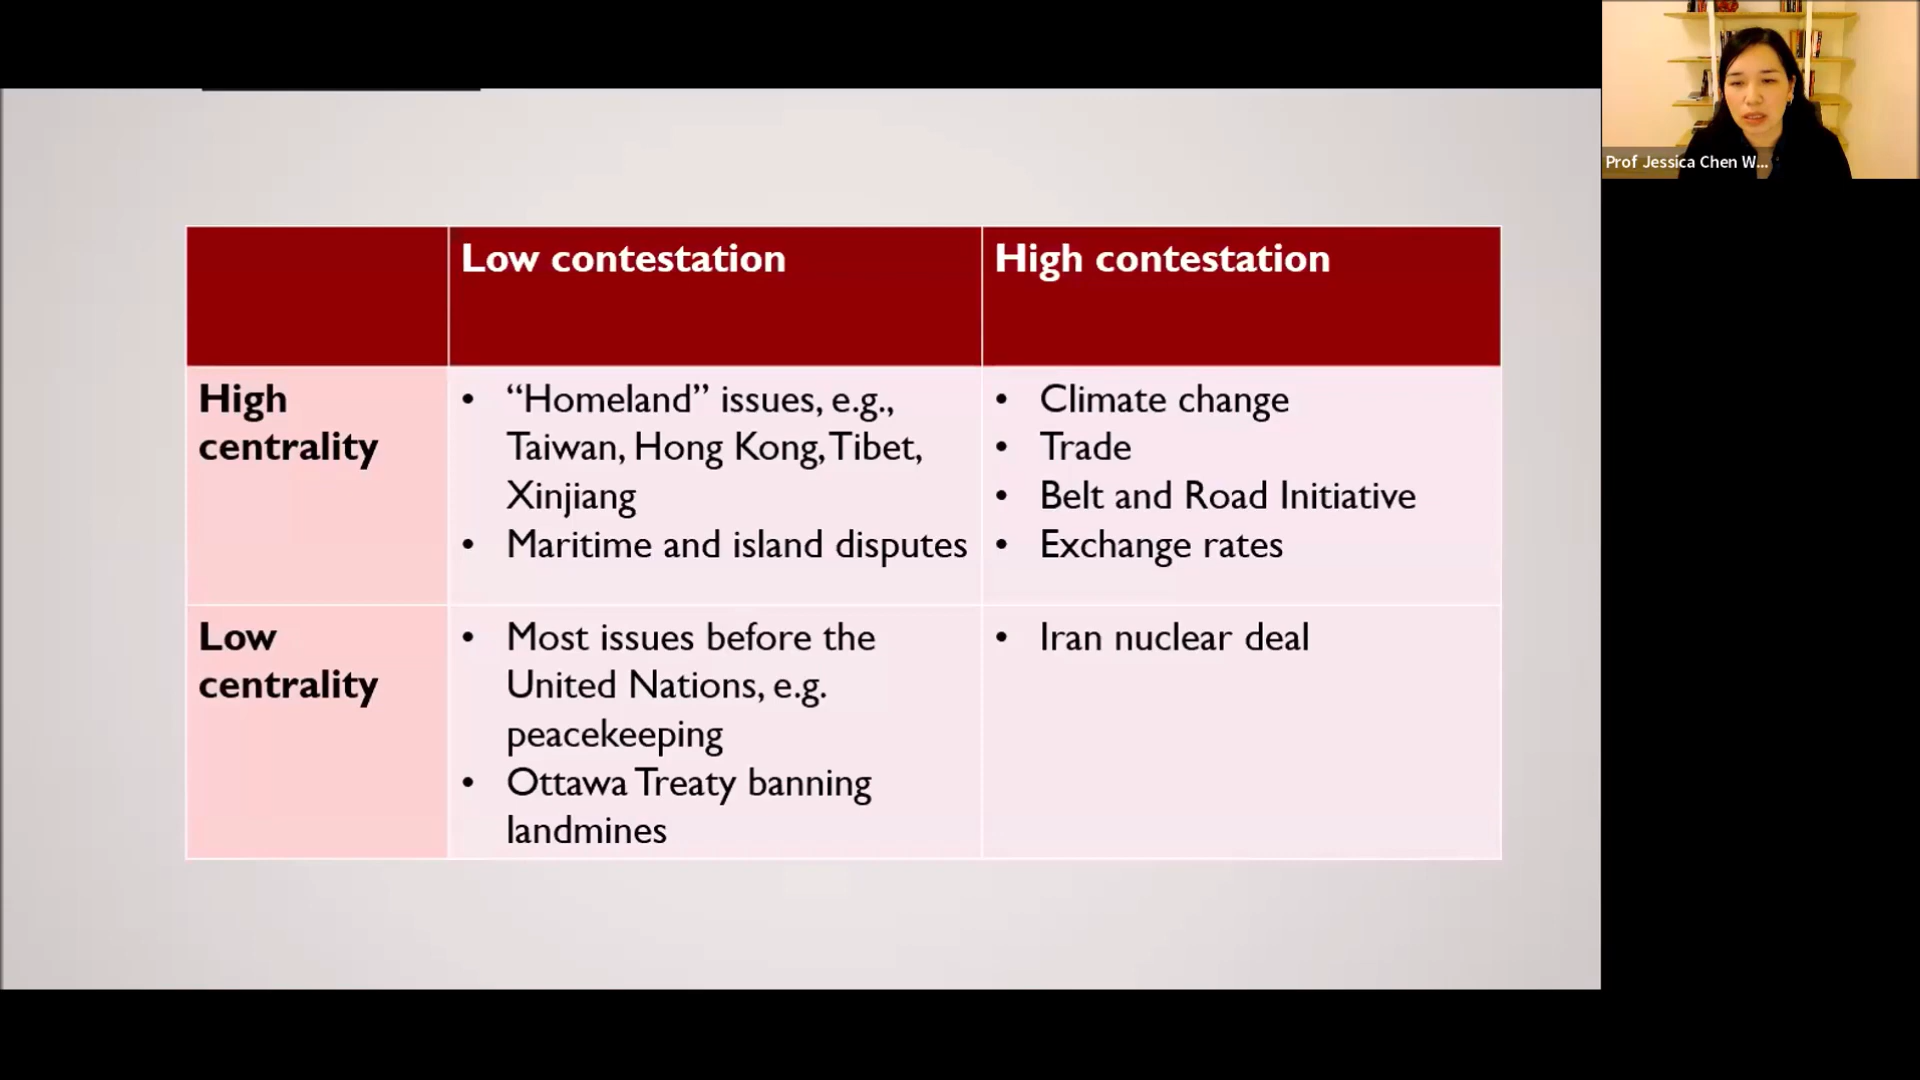 Prof Jessica Chen W...
Low contestation
High contestation
High
centrality
• “Homeland” issues, e.g.,
Taiwan, Hong Kong, Tibet,
Xinjiang
• Maritime and island disputes
• Climate change
• Trade
• Belt and Road Initiative
• Exchange rates
Low
centrality
• Most issues before the
United Nations, e.g.
peacekeeping
• Ottawa Treaty banning
landmines
• Iran nuclear deal